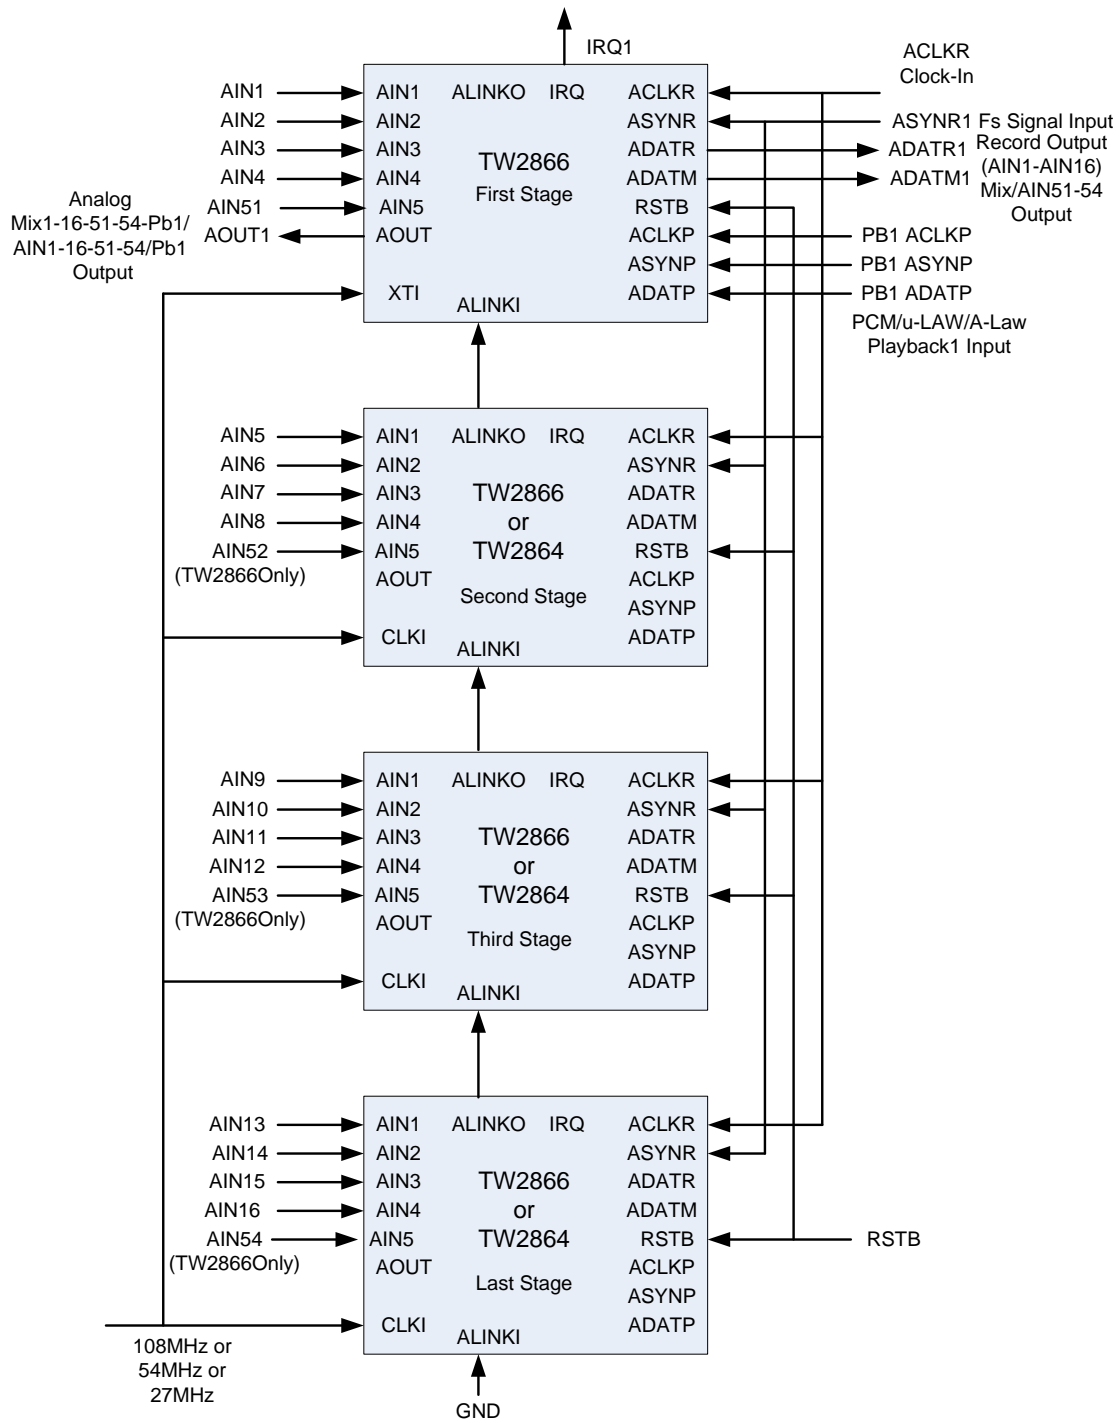 IRQ1
ACLKR
Clock-In
AIN1
AIN1 ALINKO IRQ ACLKR
AIN2
AIN2
ASYNR
ASYNR1 Fs Signal Input
AIN3
AIN3
TW2866
ADATR
ADATR1
Record Output
(AIN1-AIN16)
AIN4
AIN4
First Stage
ADATM
ADATM1
Mix/AIN51-54
Output
Analog
Mix1-16-51-54-Pb1/
AIN1-16-51-54/Pb1
Output
AIN51
AIN5
RSTB
AOUT1
AOUT
ACLKP
PB1 ACLKP
ASYNP
PB1 ASYNP
XTI
ALINKI
ADATP
PB1 ADATP
PCM/u-LAW/A-Law
Playback1 Input
AIN5
AIN1 ALINKO IRQ ACLKR
AIN6
AIN2
ASYNR
AIN7
AIN3
TW2866
or
TW2864
ADATR
AIN8
AIN4
ADATM
AIN52
(TW2866Only)
AIN5
RSTB
AOUT
ACLKP
Second Stage
ASYNP
CLKI
ALINKI
ADATP
AIN9
AIN1 ALINKO IRQ ACLKR
AIN10
AIN2
ASYNR
AIN11
AIN3
TW2866
or
TW2864
ADATR
AIN12
AIN4
ADATM
AIN53
(TW2866Only)
AIN5
RSTB
AOUT
ACLKP
Third Stage
ASYNP
CLKI
ALINKI
ADATP
AIN13
AIN1 ALINKO IRQ ACLKR
AIN14
AIN2
ASYNR
AIN15
AIN3
TW2866
or
TW2864
ADATR
AIN16
AIN4
ADATM
AIN54
(TW2866Only)
AIN5
RSTB
RSTB
AOUT
ACLKP
Last Stage
ASYNP
CLKI
ALINKI
ADATP
108MHz or
54MHz or
27MHz
GND